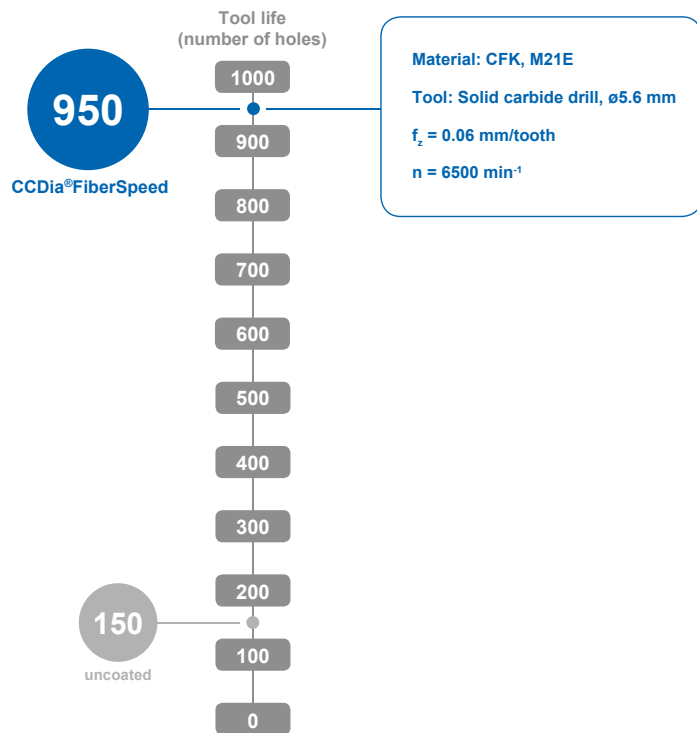 Tool life
(number of holes)
1000
950
CCDia®FiberSpeed
Material: CFK, M21E
Tool: Solid carbide drill, ø5.6 mm
fz = 0.06 mm/tooth
n = 6500 min-1
900
800
700
600
500
400
300
200
150
uncoated
100
0